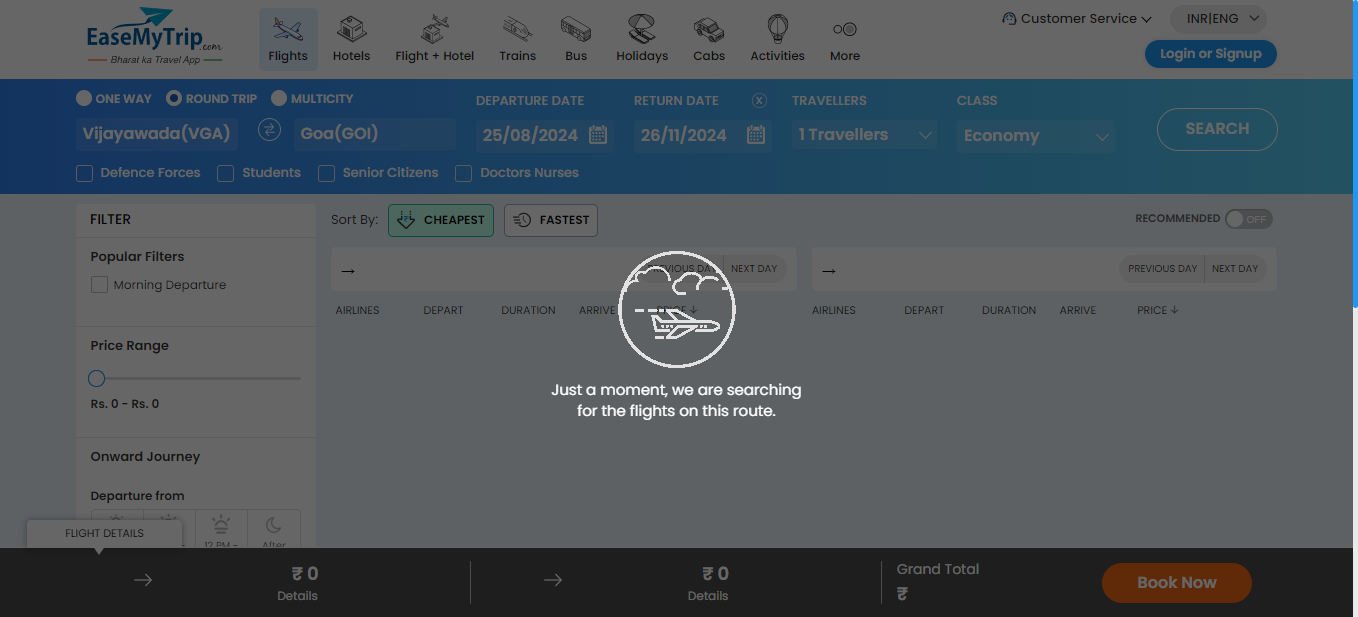 EaseMyTrip.com
Bharat ka Travel App
Flights
Hotels
Flight + Hotel
Trains
Bus
Holidays
Cabs
Activities
More
Customer Service
INR|ENG
Login or Signup
ONE WAY
ROUND TRIP
MULTICITY
DEPARTURE DATE
RETURN DATE
TRAVELLERS
CLASS
Vijayawada(VGA)
Goa(GOI)
25/08/2024
26/11/2024
1 Travellers
Economy
SEARCH
Defence Forces
Students
Senior Citizens
Doctors Nurses
FILTER
Popular Filters
Morning Departure
Price Range
Rs. 0 - Rs. 0
Onward Journey
Departure from
12 PM -
After
Sort By:
CHEAPEST
FASTEST
RECOMMENDED
OFF
→
PREVIOUS DAY
NEXT DAY
→
PREVIOUS DAY
NEXT DAY
AIRLINES
DEPART
DURATION
ARRIVE
PRICE ↓
AIRLINES
DEPART
DURATION
ARRIVE
PRICE ↓
Just a moment, we are searching
for the flights on this route.
FLIGHT DETAILS
→
₹ 0
Details
→
₹ 0
Details
Grand Total
₹
Book Now